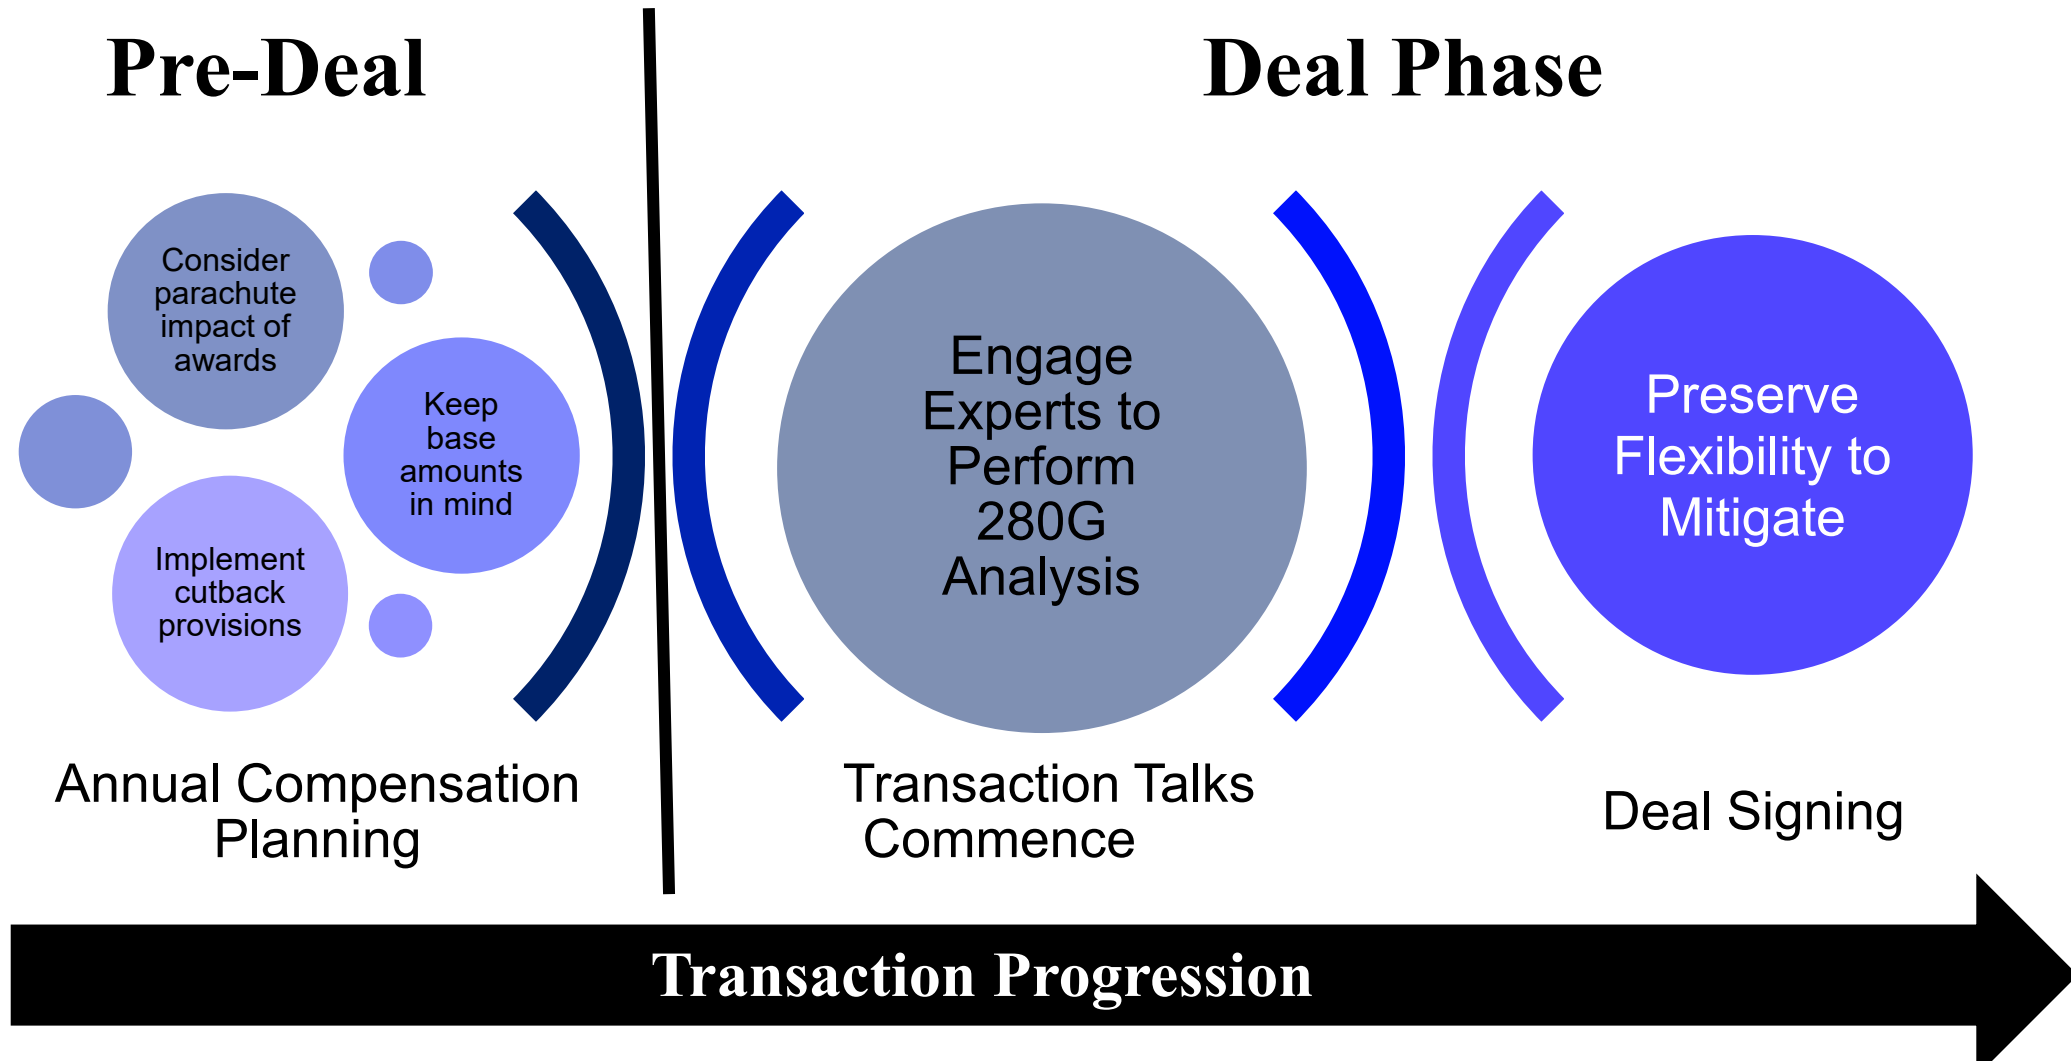 Pre-Deal
Deal Phase
Consider
parachute
impact of
awards
Keep
base
amounts
in mind
Implement
cutback
provisions
Engage
Experts to
Perform
280G
Analysis
Preserve
Flexibility to
Mitigate
Annual Compensation
Planning
Transaction Talks
Commence
Deal Signing
Transaction Progression